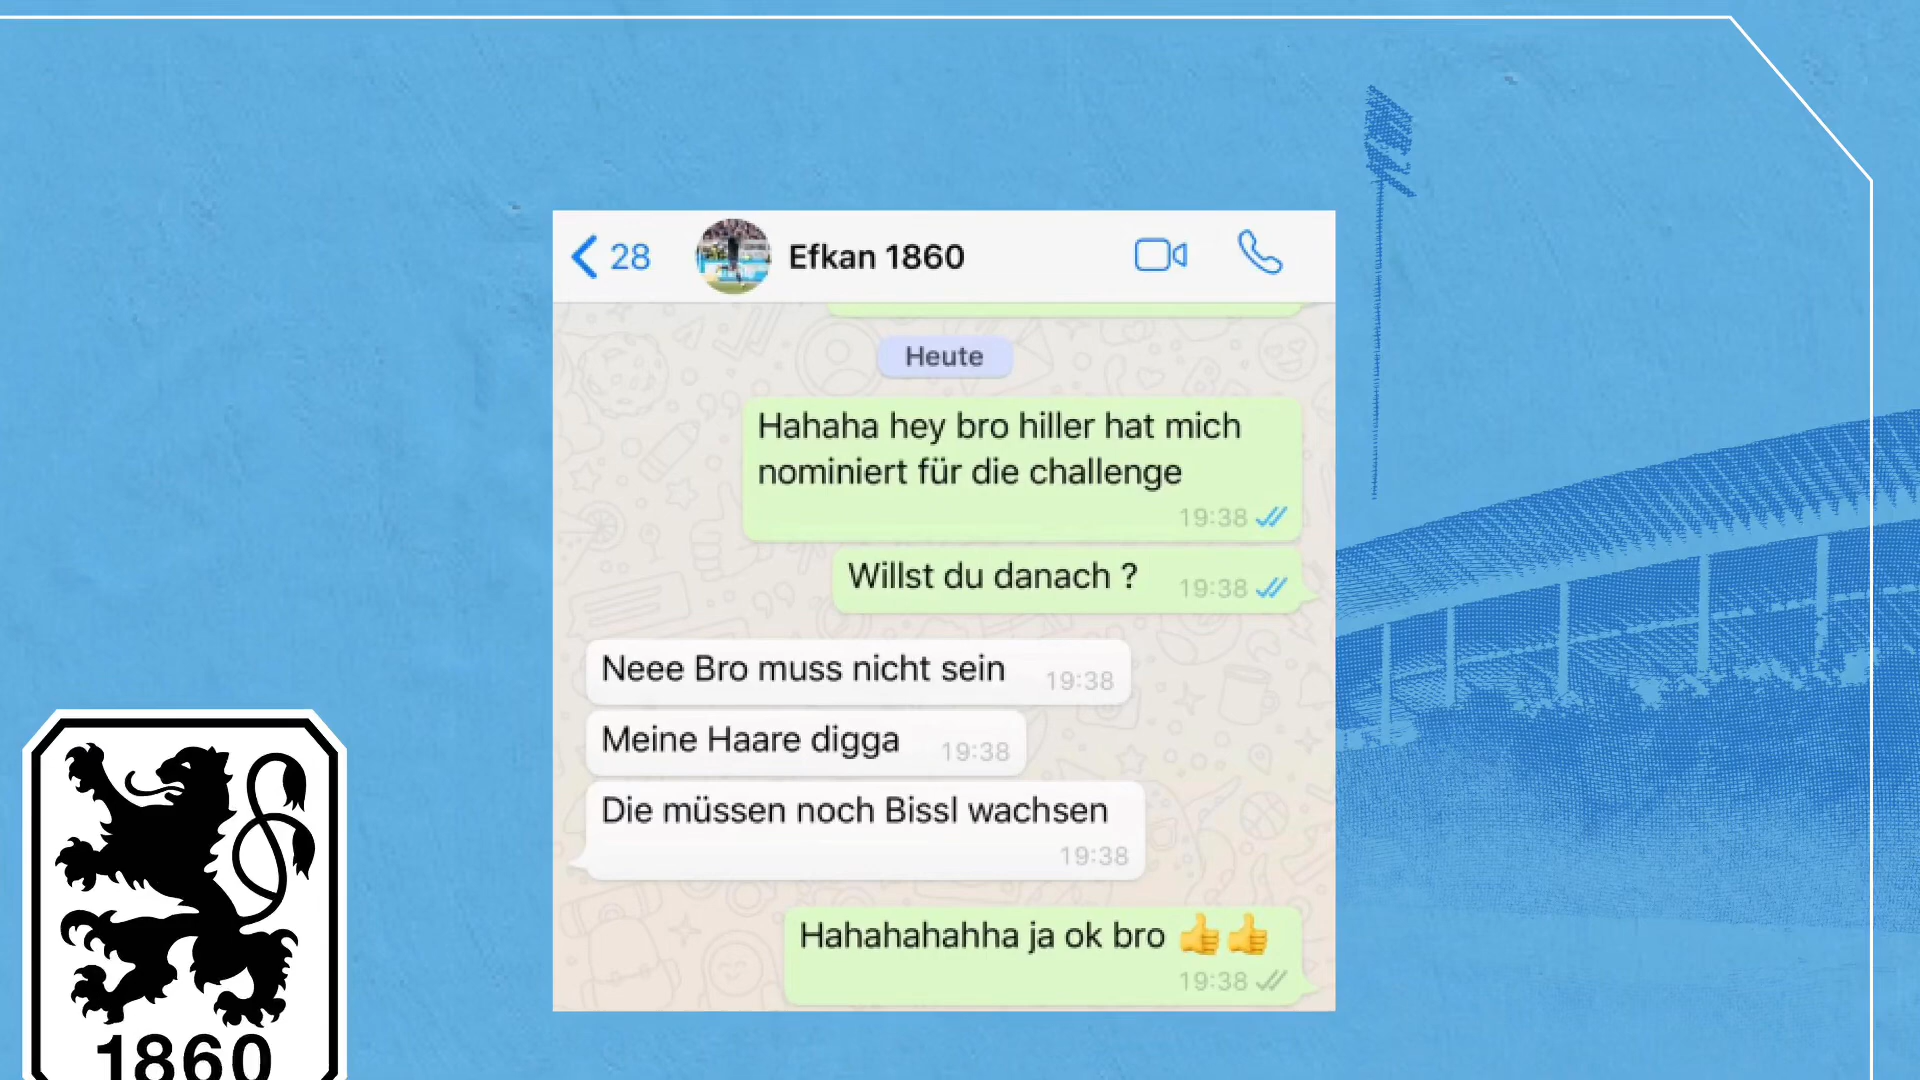 28
Efkan 1860
Heute
Hahaha hey bro hiller hat mich
nominiert für die challenge
19:38
Willst du danach ?
19:38
Neee Bro muss nicht sein
19:38
Meine Haare digga
19:38
Die müssen noch Bissl wachsen
19:38
Hahahahahha ja ok bro 👍👍
19:38
1860